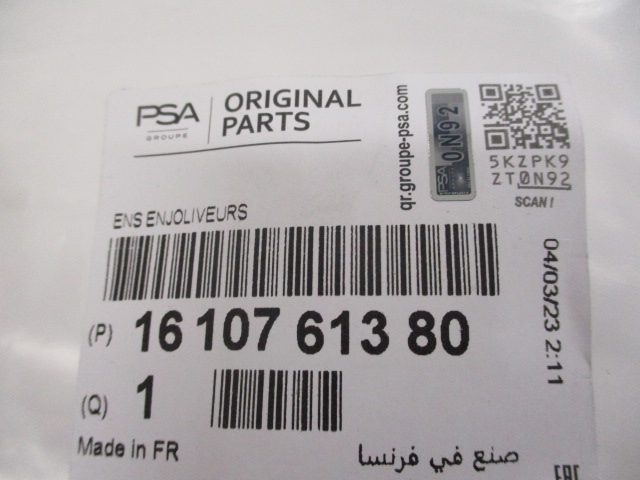 PSA
GROUPE
ORIGINAL
PARTS
qr.groupe-psa.com
PSA
0N92
5KZPK9
ZT0N92
SCAN!
ENS ENJOLIVEURS
(P) 16 107 613 80
04/03/23 2:11
(Q) 1
Made in FR
صنع في فرنسا
EAC